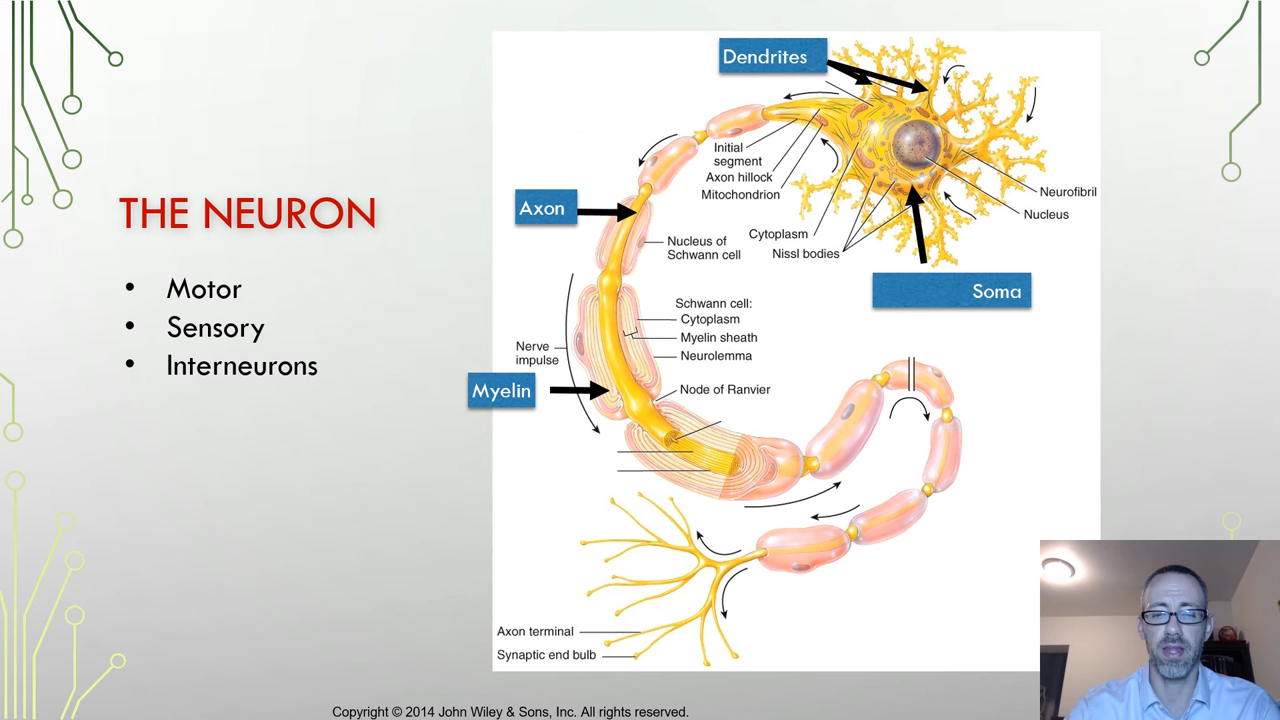 THE NEURON
• Motor
• Sensory
• Interneurons
Dendrites
Initial
segment
Axon hillock
Mitochondrion
Neurofibril
Nucleus
Cytoplasm
Nissl bodies
Axon
Nucleus of
Schwann cell
Soma
Schwann cell:
Cytoplasm
Myelin sheath
Neurolemma
Nerve
impulse
Myelin
Node of Ranvier
Axon terminal
Synaptic end bulb
Copyright © 2014 John Wiley & Sons, Inc. All rights reserved.